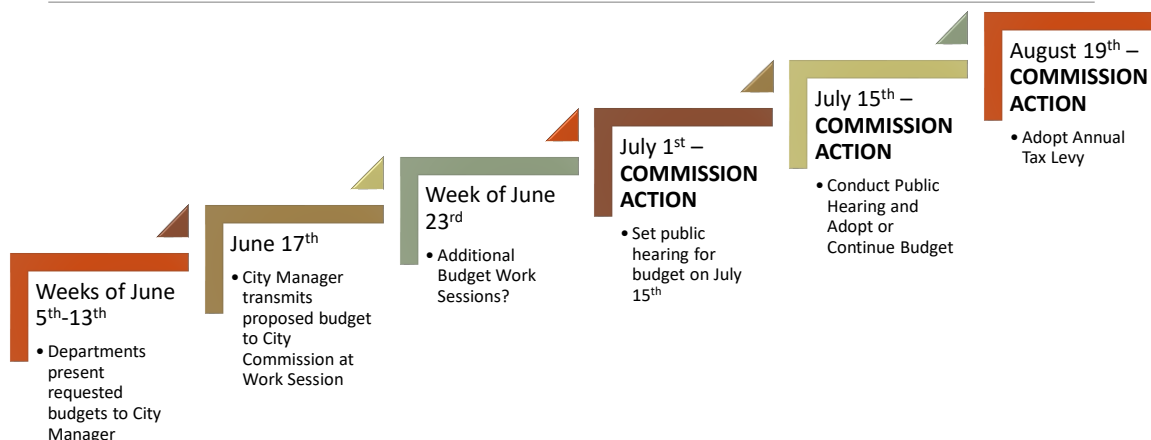 Weeks of June
5th-13th
• Departments
present
requested
budgets to City
Manager
June 17th
• City Manager
transmits
proposed budget
to City
Commission at
Work Session
Week of June
23rd
• Additional
Budget Work
Sessions?
July 1st –
COMMISSION
ACTION
• Set public
hearing for
budget on July
15th
July 15th –
COMMISSION
ACTION
• Conduct Public
Hearing and
Adopt or
Continue Budget
August 19th –
COMMISSION
ACTION
• Adopt Annual
Tax Levy